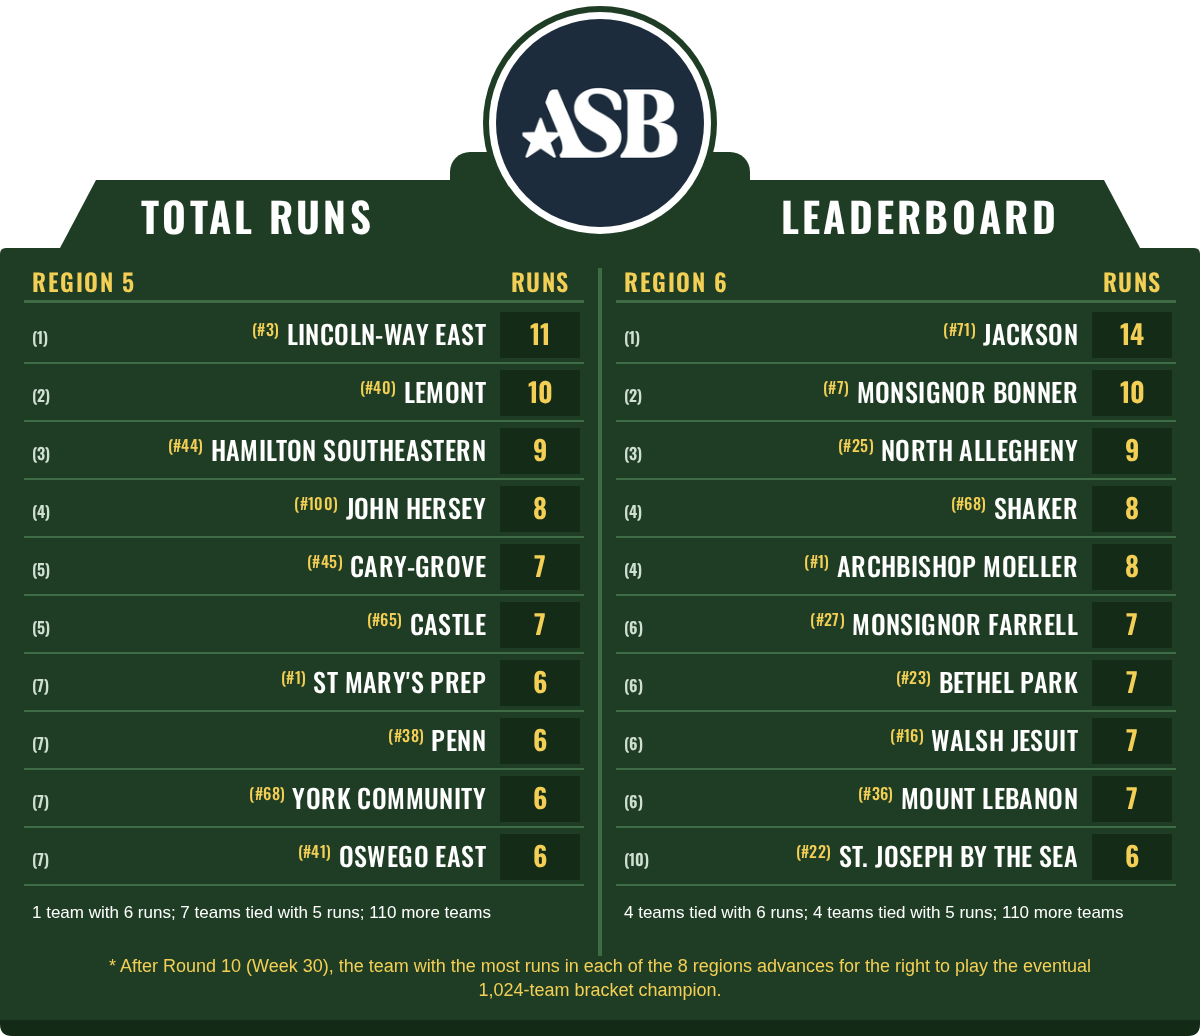 ASB
TOTAL RUNS
LEADERBOARD
REGION 5 RUNS
(1) (#3) LINCOLN-WAY EAST 11
(2) (#40) LEMONT 10
(3) (#44) HAMILTON SOUTHEASTERN 9
(4) (#100) JOHN HERSEY 8
(5) (#45) CARY-GROVE 7
(5) (#65) CASTLE 7
(7) (#1) ST MARY'S PREP 6
(7) (#38) PENN 6
(7) (#68) YORK COMMUNITY 6
(7) (#41) OSWEGO EAST 6
1 team with 6 runs; 7 teams tied with 5 runs; 110 more teams
REGION 6 RUNS
(1) (#71) JACKSON 14
(2) (#7) MONSIGNOR BONNER 10
(3) (#25) NORTH ALLEGHENY 9
(4) (#68) SHAKER 8
(4) (#1) ARCHBISHOP MOELLER 8
(6) (#27) MONSIGNOR FARRELL 7
(6) (#23) BETHEL PARK 7
(6) (#16) WALSH JESUIT 7
(6) (#36) MOUNT LEBANON 7
(10) (#22) ST. JOSEPH BY THE SEA 6
4 teams tied with 6 runs; 4 teams tied with 5 runs; 110 more teams
* After Round 10 (Week 30), the team with the most runs in each of the 8 regions advances for the right to play the eventual
1,024-team bracket champion.